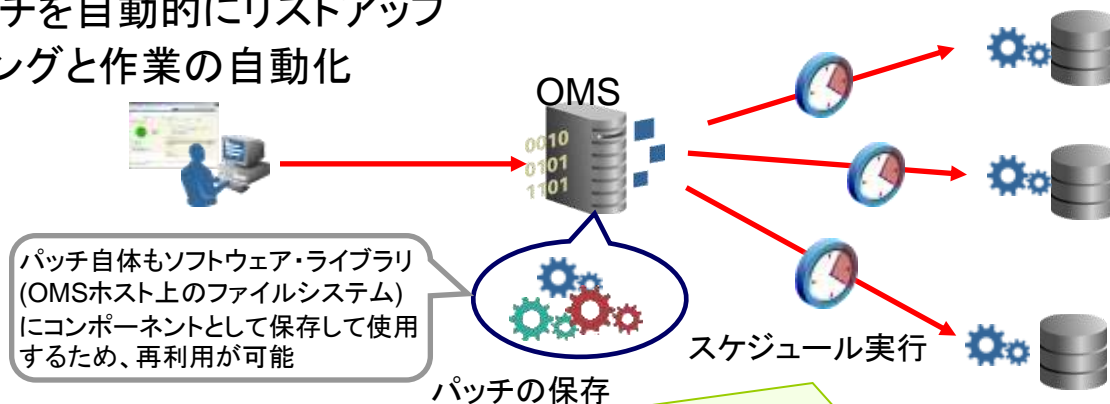 チを自動的にリストアップ
ングと作業の自動化
OMS
0010
0101
1101
パッチ自体もソフトウェア・ライブラリ
(OMSホスト上のファイルシステム)
にコンポーネントとして保存して使用
するため、再利用が可能
スケジュール実行
パッチの保存